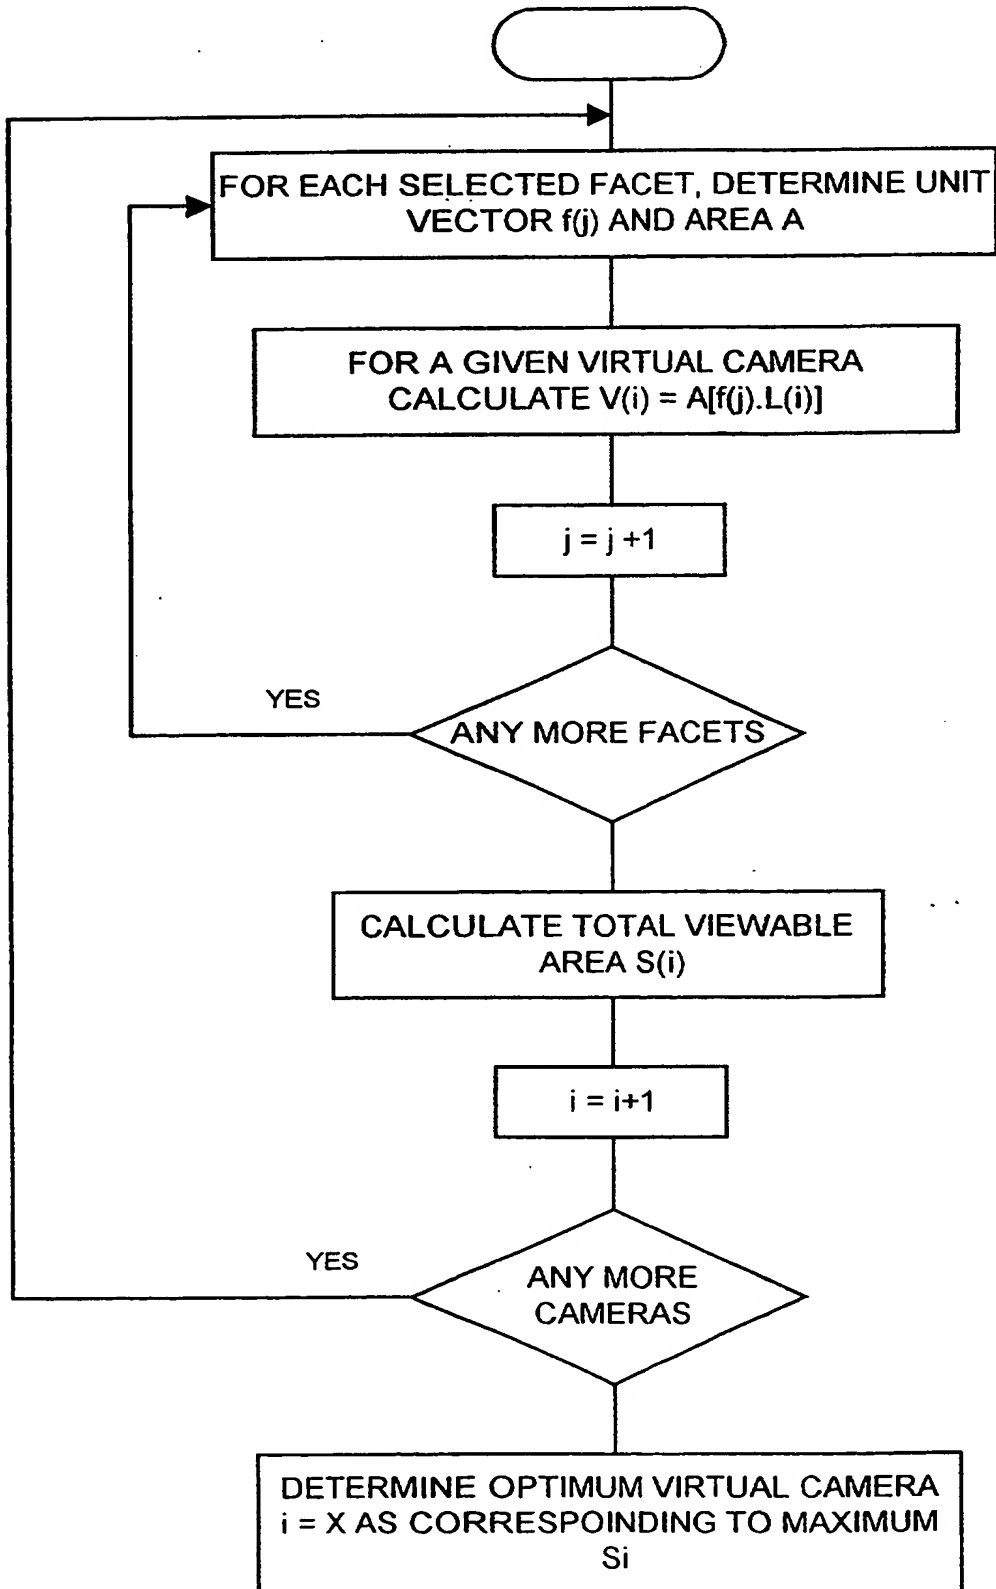 FOR EACH SELECTED FACET, DETERMINE UNIT
VECTOR f(j) AND AREA A
FOR A GIVEN VIRTUAL CAMERA
CALCULATE V(i) = A[f(j).L(i)]
j = j +1
YES
ANY MORE FACETS
CALCULATE TOTAL VIEWABLE
AREA S(i)
i = i+1
YES
ANY MORE
CAMERAS
DETERMINE OPTIMUM VIRTUAL CAMERA
i = X AS CORRESPOINDING TO MAXIMUM
Si